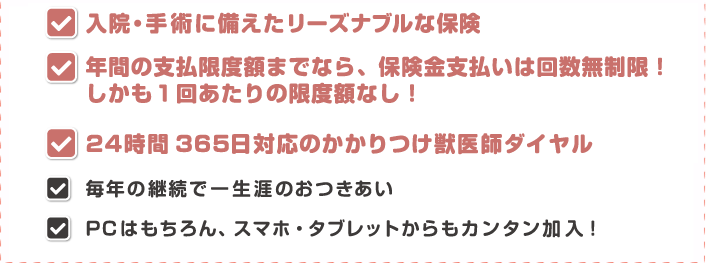 入院・手術に備えたリーズナブルな保険
年間の支払限度額までなら、保険金支払いは回数無制限！
しかも１回あたりの限度額なし！
24時間 365日対応のかかりつけ獣医師ダイヤル
毎年の継続で一生涯のおつきあい
PCはもちろん、スマホ・タブレットからもカンタン加入！